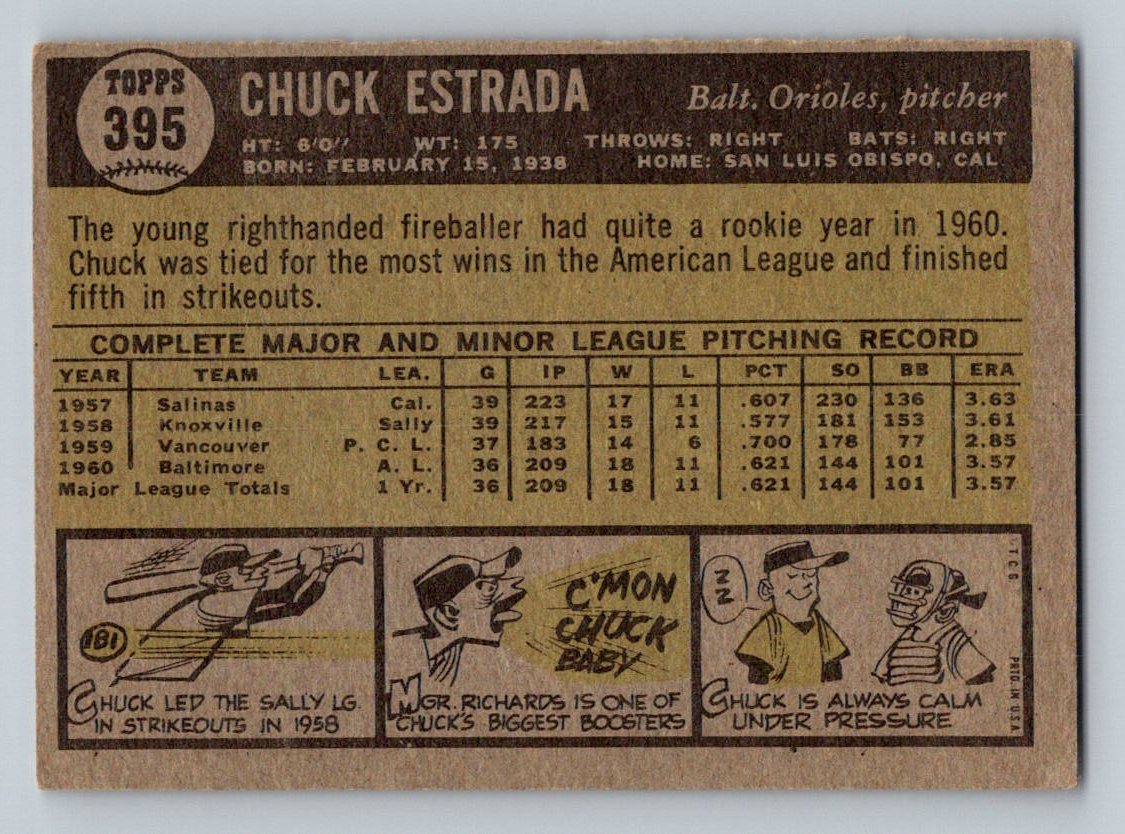 TOPPS
395
CHUCK ESTRADA
Balt. Orioles, pitcher
HT: 6'0" WT: 175 THROWS: RIGHT BATS: RIGHT
BORN: FEBRUARY 15, 1938 HOME: SAN LUIS OBISPO, CAL.
The young righthanded fireballer had quite a rookie year in 1960.
Chuck was tied for the most wins in the American League and finished
fifth in strikeouts.
COMPLETE MAJOR AND MINOR LEAGUE PITCHING RECORD
YEAR TEAM LEA. G IP W L PCT SO BB ERA
1957 Salinas Cal. 39 223 17 11 .607 230 136 3.63
1958 Knoxville Sally 39 217 15 11 .577 181 153 3.61
1959 Vancouver P. C. L. 37 183 14 6 .700 178 77 2.85
1960 Baltimore A. L. 36 209 18 11 .621 144 101 3.57
Major League Totals 1 Yr. 36 209 18 11 .621 144 101 3.57
181
CHUCK LED THE SALLY LG.
IN STRIKEOUTS IN 1958
C'MON
CHUCK
BABY
MGR. RICHARDS IS ONE OF
CHUCK'S BIGGEST BOOSTERS
ZZ
CHUCK IS ALWAYS CALM
UNDER PRESSURE
T.C.G. PRTD. IN U.S.A.